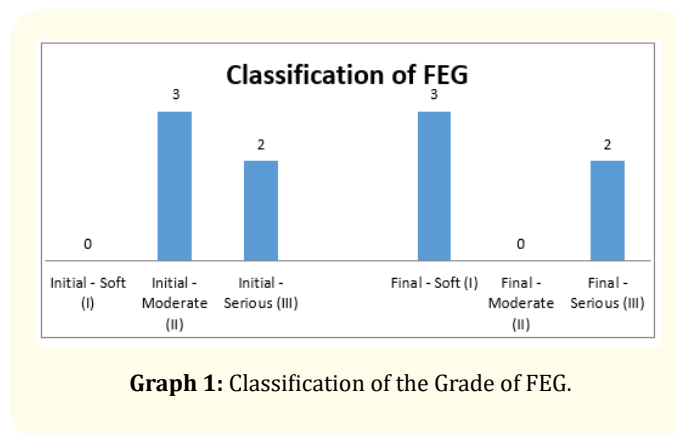 Classification of FEG
3
3
2
2
0
0
Initial - Soft
(I)
Initial -
Moderate
(II)
Initial -
Serious (III)
Final - Soft (I)
Final -
Moderate
(II)
Final -
Serious (III)
Graph 1: Classification of the Grade of FEG.